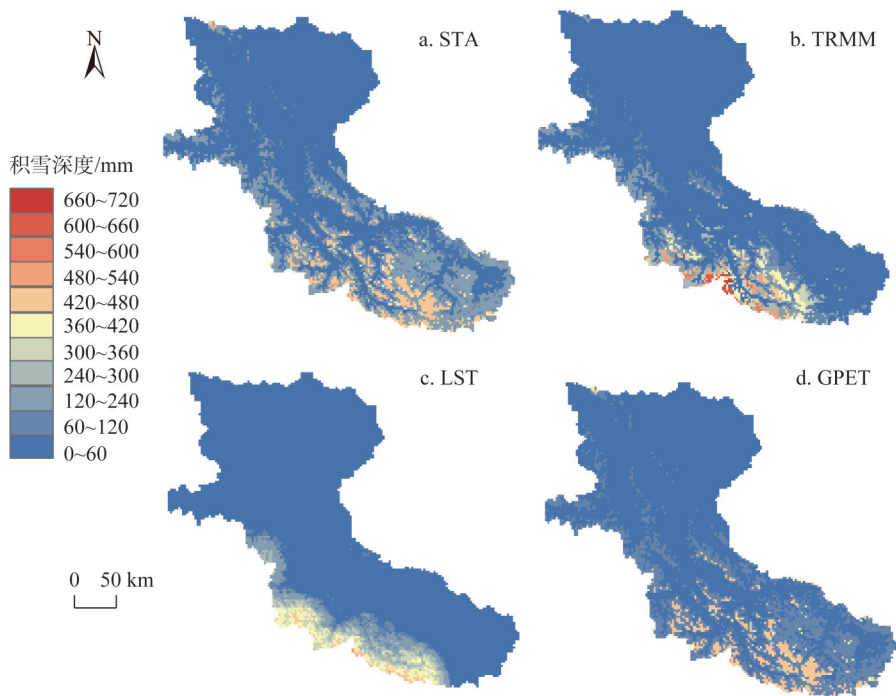 N
a. STA
b. TRMM
积雪深度/mm
660~720
600~660
540~600
480~540
420~480
360~420
300~360
240~300
120~240
60~120
0~60
c. LST
d. GPET
0 50 km